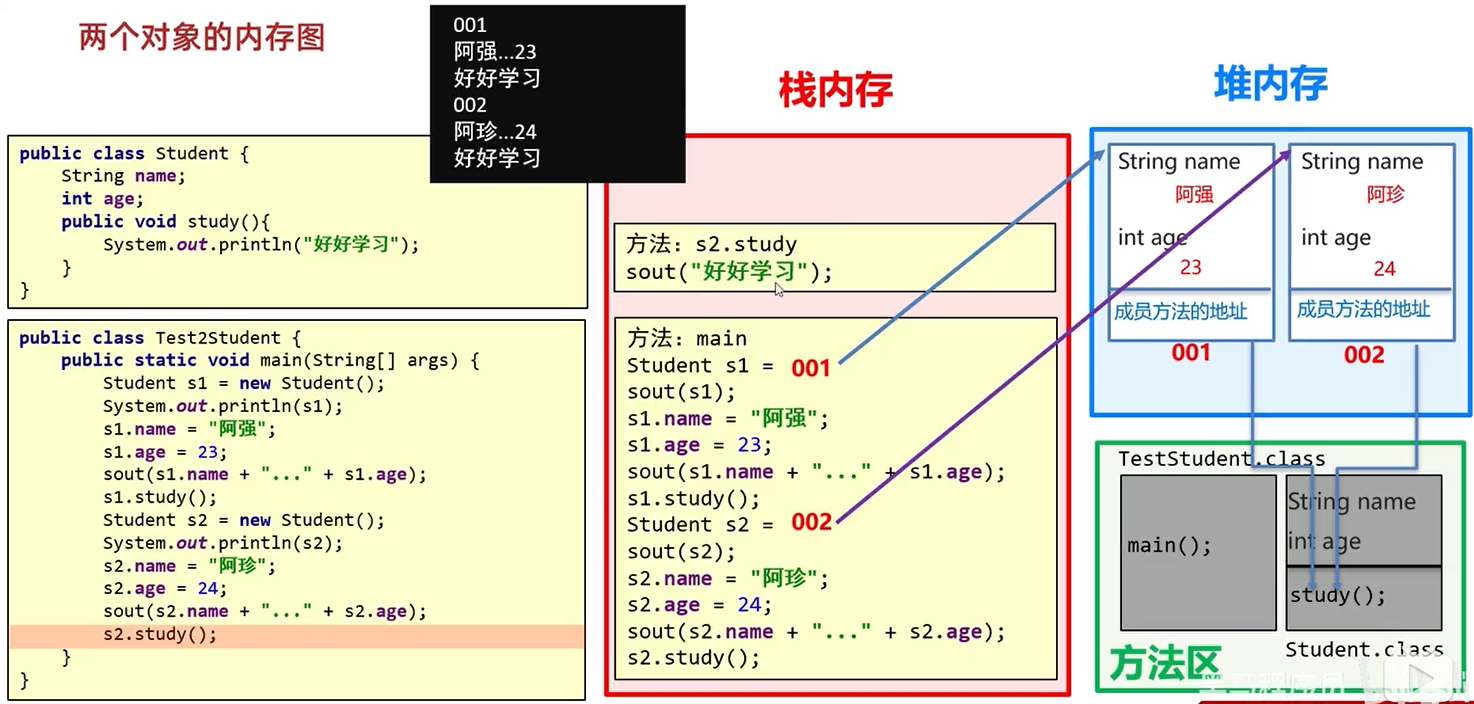 两个对象的内存图
001
阿强...23
好好学习
002
阿珍...24
好好学习
public class Student {
String name;
int age;
public void study(){
System.out.println("好好学习");
}
}
public class Test2Student {
public static void main(String[] args) {
Student s1 = new Student();
System.out.println(s1);
s1.name = "阿强";
s1.age = 23;
sout(s1.name + "..." + s1.age);
s1.study();
Student s2 = new Student();
System.out.println(s2);
s2.name = "阿珍";
s2.age = 24;
sout(s2.name + "..." + s2.age);
s2.study();
}
}
栈内存
方法：s2.study
sout("好好学习");
方法：main
Student s1 = 001
sout(s1);
s1.name = "阿强";
s1.age = 23;
sout(s1.name + "..." + s1.age);
s1.study();
Student s2 = 002
sout(s2);
s2.name = "阿珍";
s2.age = 24;
sout(s2.name + "..." + s2.age);
s2.study();
堆内存
String name
阿强
int age
23
成员方法的地址
001
String name
阿珍
int age
24
成员方法的地址
002
TestStudent.class
main();
String name
int age
study();
Student.class
方法区